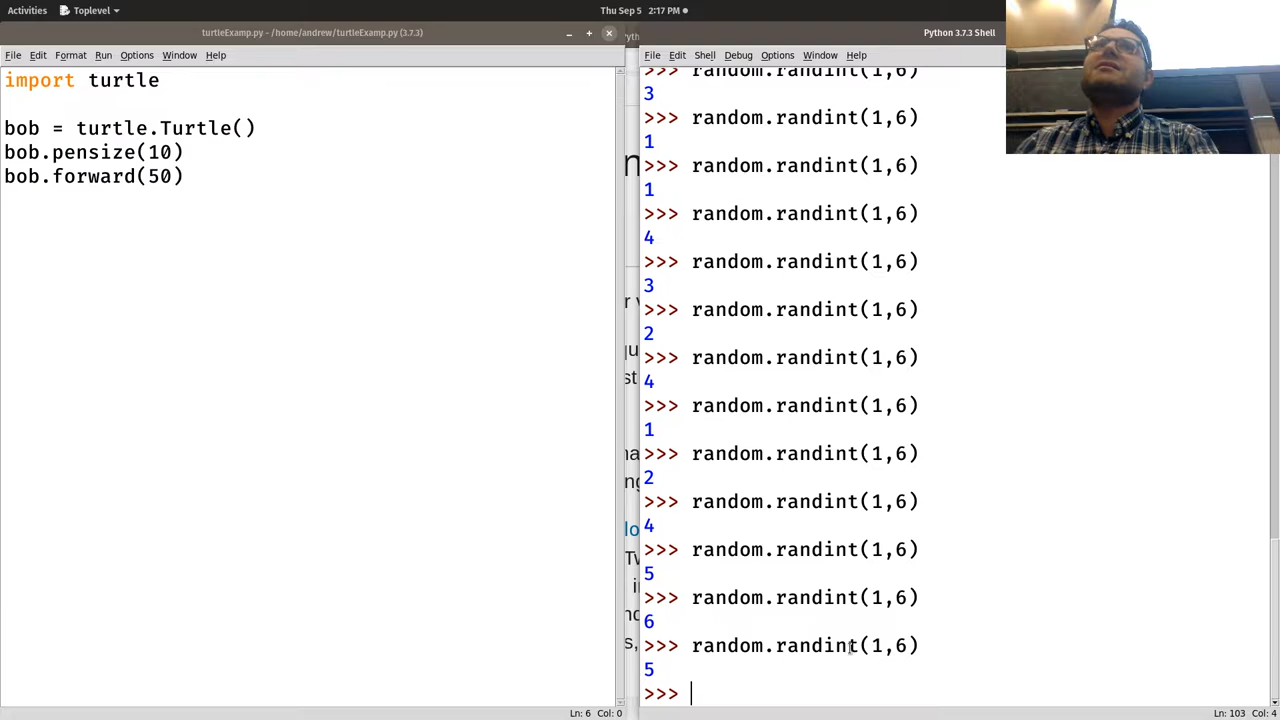 Activities
Toplevel
Thu Sep 5 2:17 PM
turtleExamp.py - /home/andrew/turtleExamp.py (3.7.3)
File Edit Format Run Options Window Help
import turtle
bob = turtle.Turtle()
bob.pensize(10)
bob.forward(50)
Ln: 6 Col: 0
Python 3.7.3 Shell
File Edit Shell Debug Options Window Help
>>> random.randint(1,6)
3
>>> random.randint(1,6)
1
>>> random.randint(1,6)
1
>>> random.randint(1,6)
4
>>> random.randint(1,6)
3
>>> random.randint(1,6)
2
>>> random.randint(1,6)
4
>>> random.randint(1,6)
1
>>> random.randint(1,6)
2
>>> random.randint(1,6)
4
>>> random.randint(1,6)
5
>>> random.randint(1,6)
6
>>> random.randint(1,6)
5
>>>
Ln: 103 Col: 4